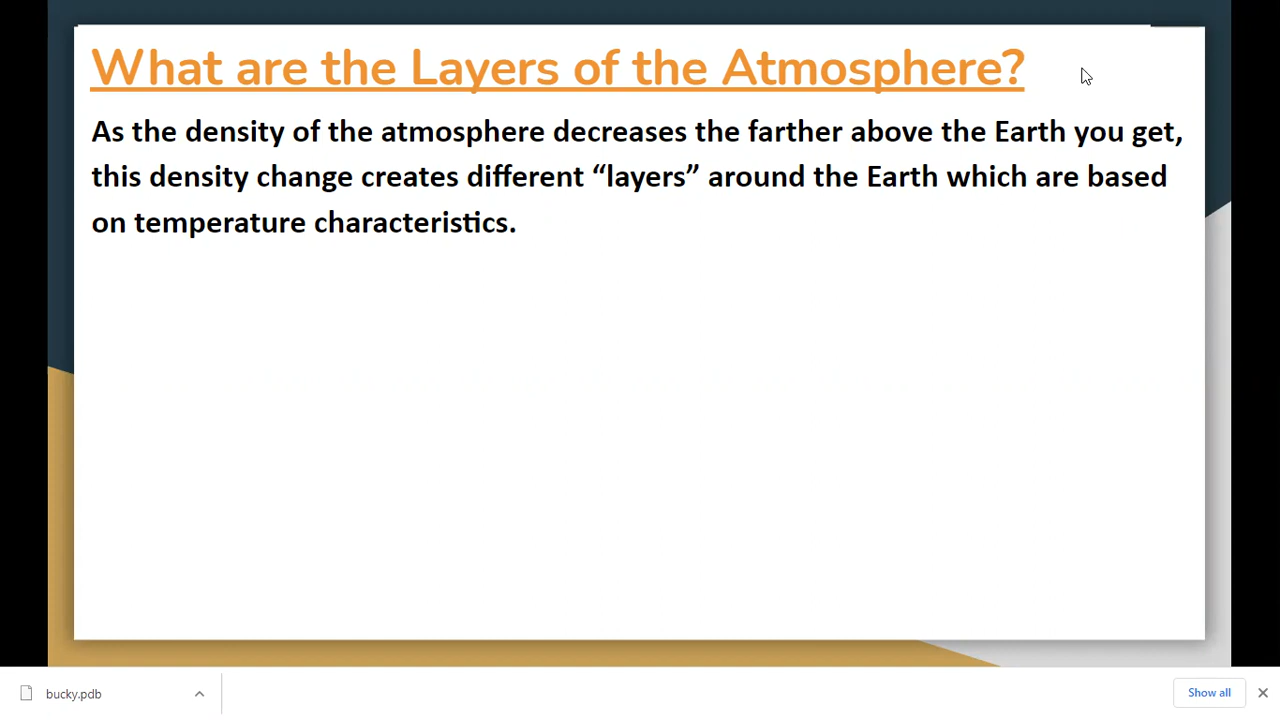 What are the Layers of the Atmosphere?
As the density of the atmosphere decreases the farther above the Earth you get,
this density change creates different “layers” around the Earth which are based
on temperature characteristics.
bucky.pdb
Show all